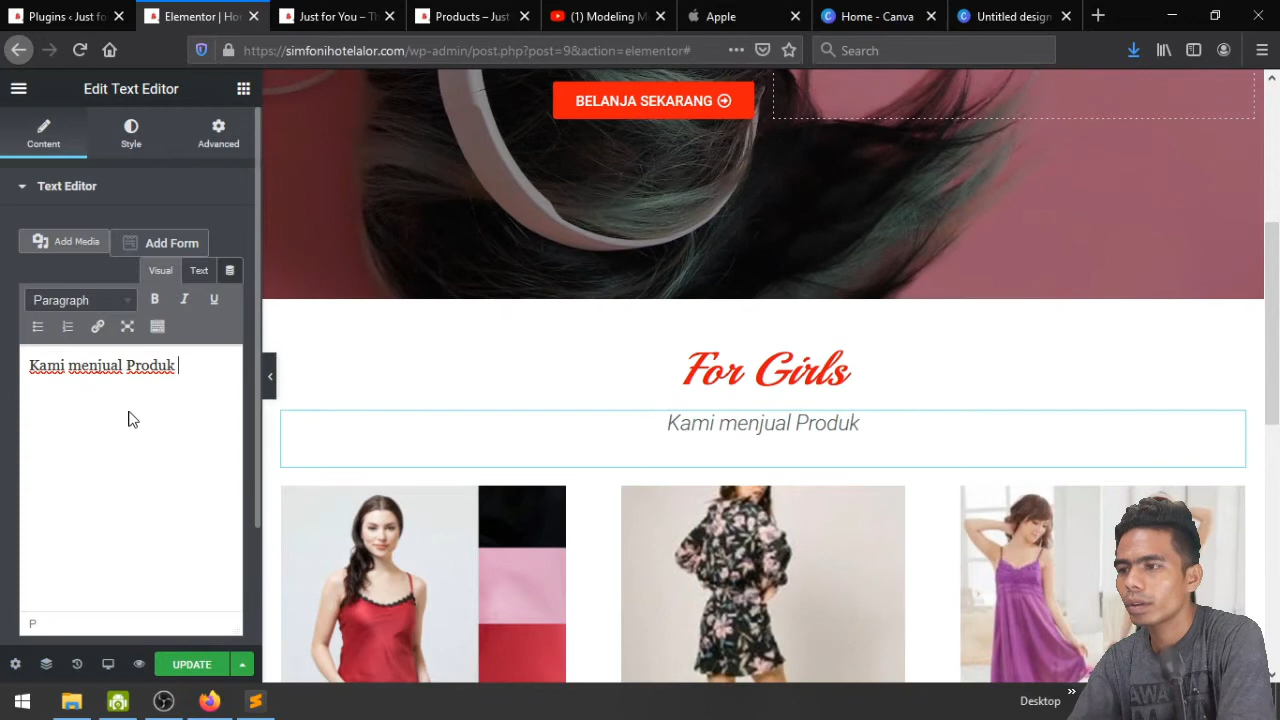 Plugins ‹ Just fo
Elementor | Ho
Just for You – Th
Products – Just
(1) Modeling M
Apple
Home - Canva
Untitled design
https://simfonihotelalor.com/wp-admin/post.php?post=9&action=elementor#
Search
Edit Text Editor
Content
Style
Advanced
Text Editor
Add Media
Add Form
Visual
Text
Paragraph
B I U
Kami menjual Produk
P
UPDATE
BELANJA SEKARANG
For Girls
Kami menjual Produk
Desktop